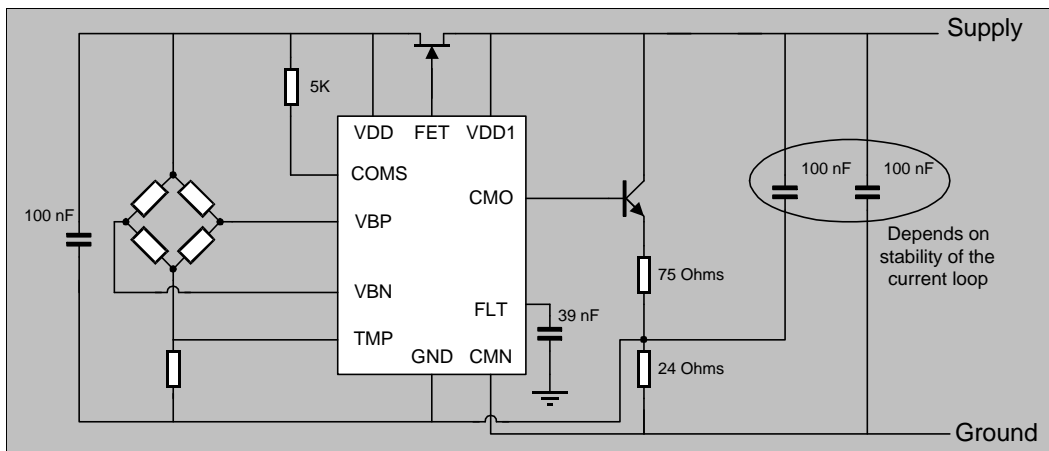 Supply
5K
VDD FET VDD1
COMS
100 nF 100 nF
CMO
100 nF
VBP
Depends on
stability of the
current loop
75 Ohms
VBN
FLT
39 nF
TMP
GND CMN
24 Ohms
Ground